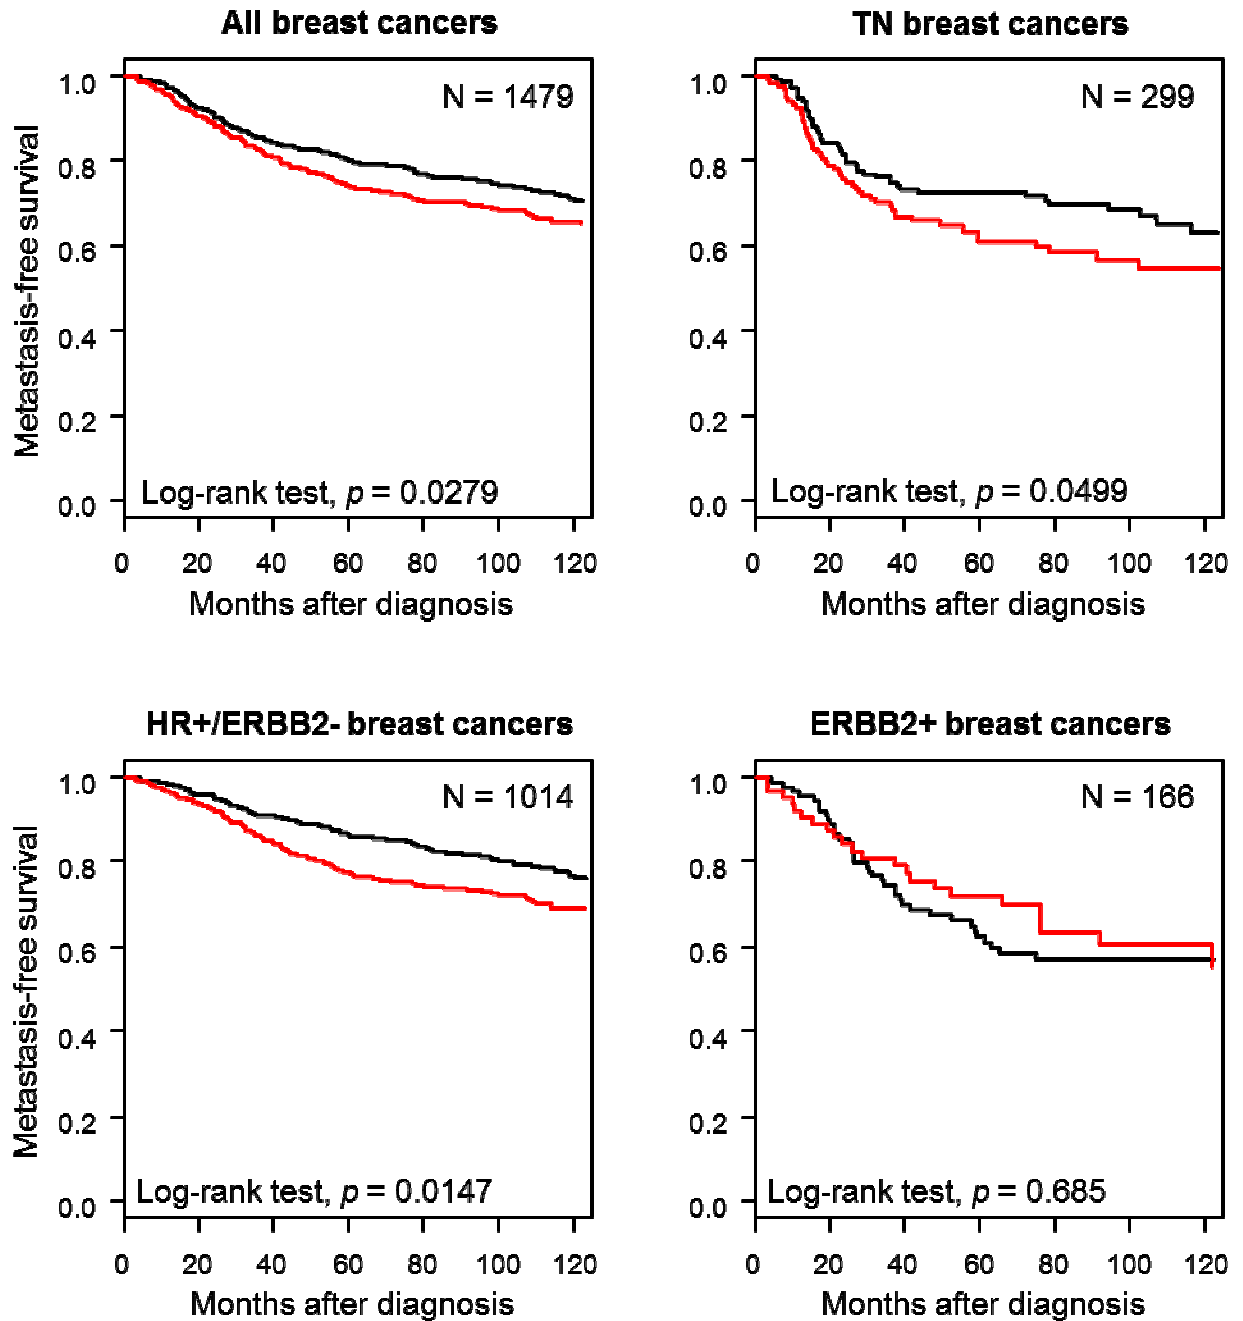 All breast cancers
N = 1479
Metastasis-free survival
1.0
0.8
0.6
0.4
0.2
0.0
Log-rank test, p = 0.0279
0 20 40 60 80 100 120
Months after diagnosis
TN breast cancers
N = 299
1.0
0.8
0.6
0.4
0.2
0.0
Log-rank test, p = 0.0499
0 20 40 60 80 100 120
Months after diagnosis
HR+/ERBB2- breast cancers
N = 1014
Metastasis-free survival
1.0
0.8
0.6
0.4
0.2
0.0
Log-rank test, p = 0.0147
0 20 40 60 80 100 120
Months after diagnosis
ERBB2+ breast cancers
N = 166
1.0
0.8
0.6
0.4
0.2
0.0
Log-rank test, p = 0.685
0 20 40 60 80 100 120
Months after diagnosis